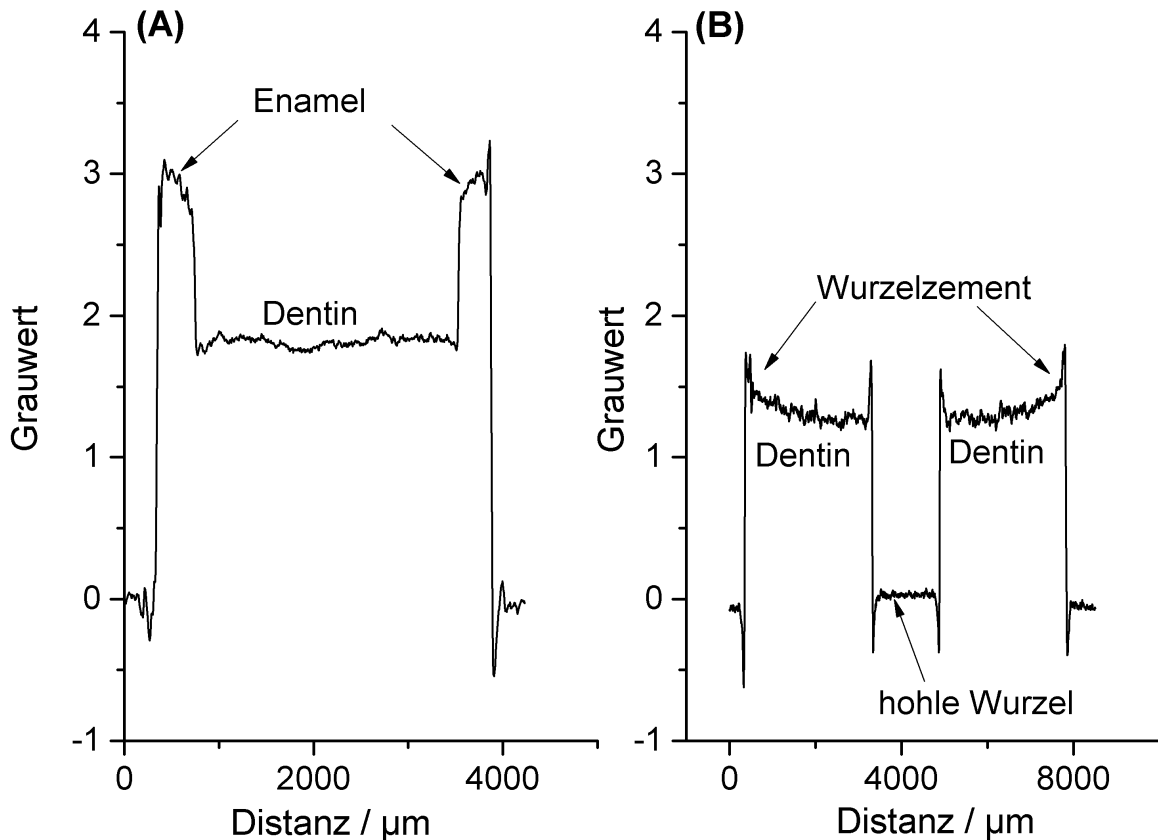 (A)
4
3
2
1
0
-1
Grauwert
Enamel
Dentin
0
2000
4000
Distanz / µm
(B)
4
3
2
1
0
-1
Grauwert
Wurzelzement
Dentin
Dentin
hohle Wurzel
0
4000
8000
Distanz / µm